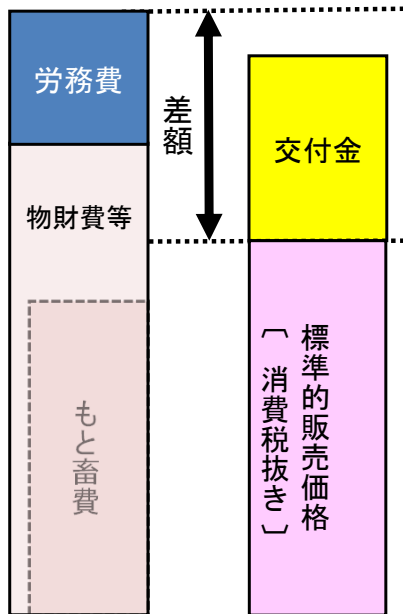 労務費
差額
物財費等
もと畜費
交付金
標準的販売価格
〔消費税抜き〕